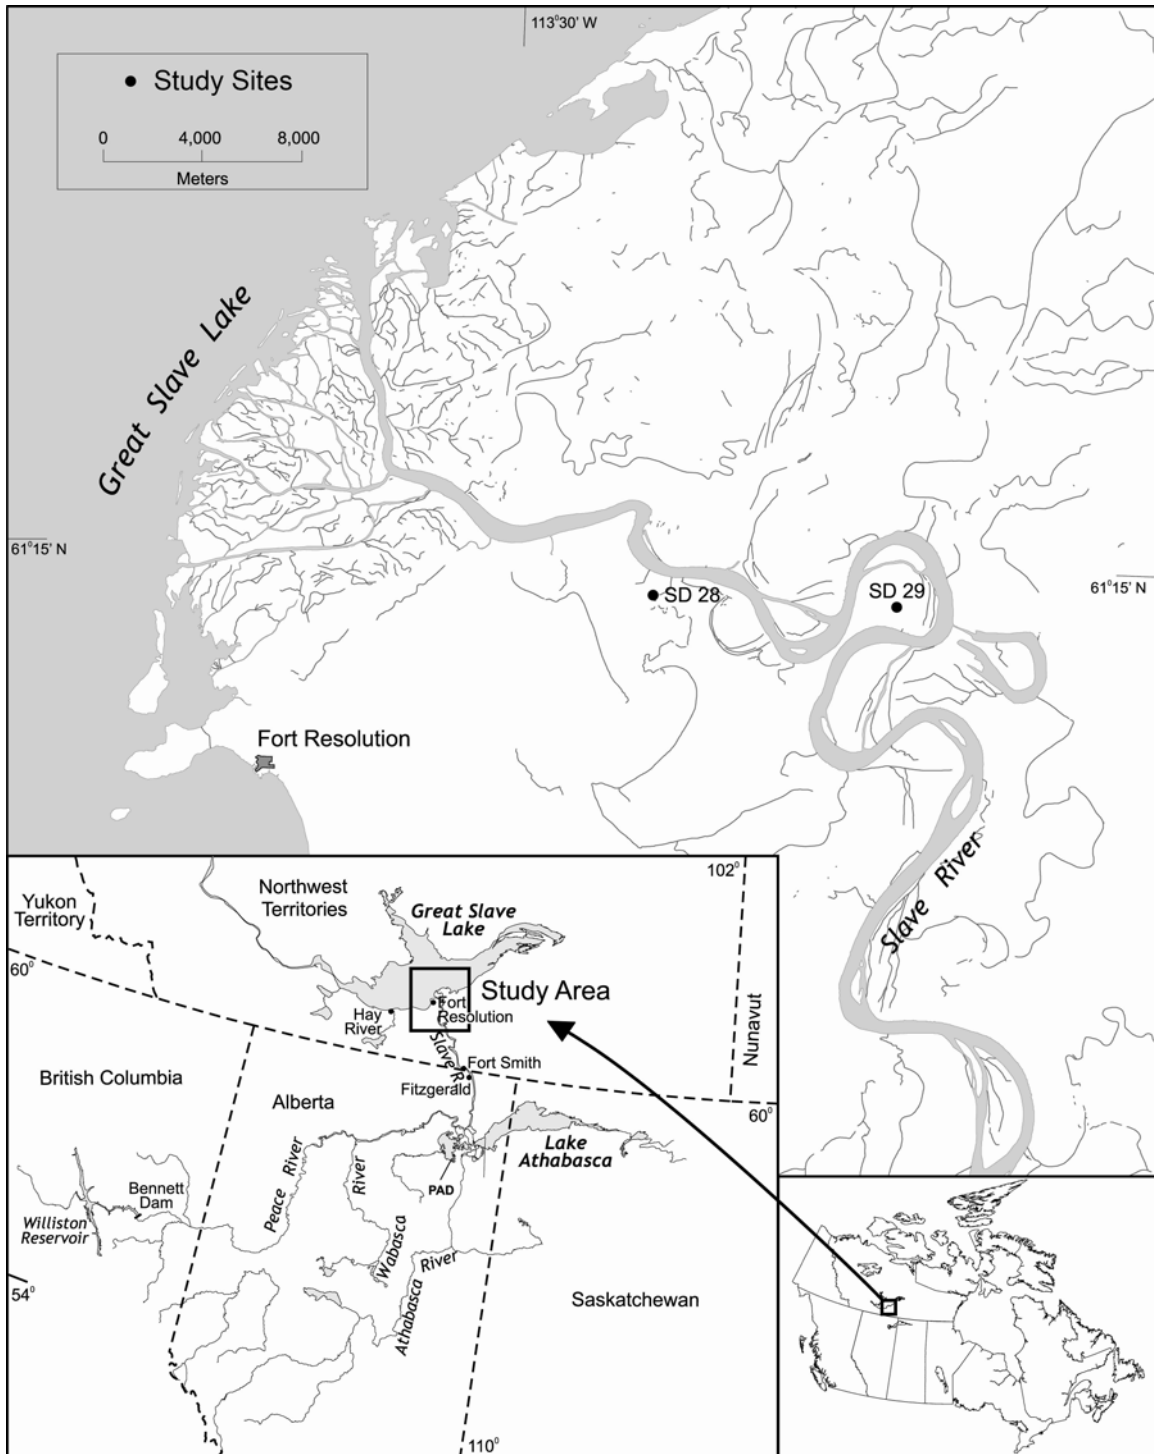 113°30' W
Study Sites
0 4,000 8,000
Meters
Great Slave Lake
61°15' N
61°15' N
SD 28
SD 29
Fort Resolution
Slave River
Yukon
Territory
Northwest
Territories
102°
Great Slave
Lake
60°
Study Area
Fort
Resolution
Hay
River
Nunavut
Slave R
Fort Smith
Fitzgerald
British Columbia
Alberta
60°
Lake
Athabasca
PAD
Peace River
River
Wabasca
Bennett
Dam
Williston
Reservoir
Athabasca River
54°
Saskatchewan
110°